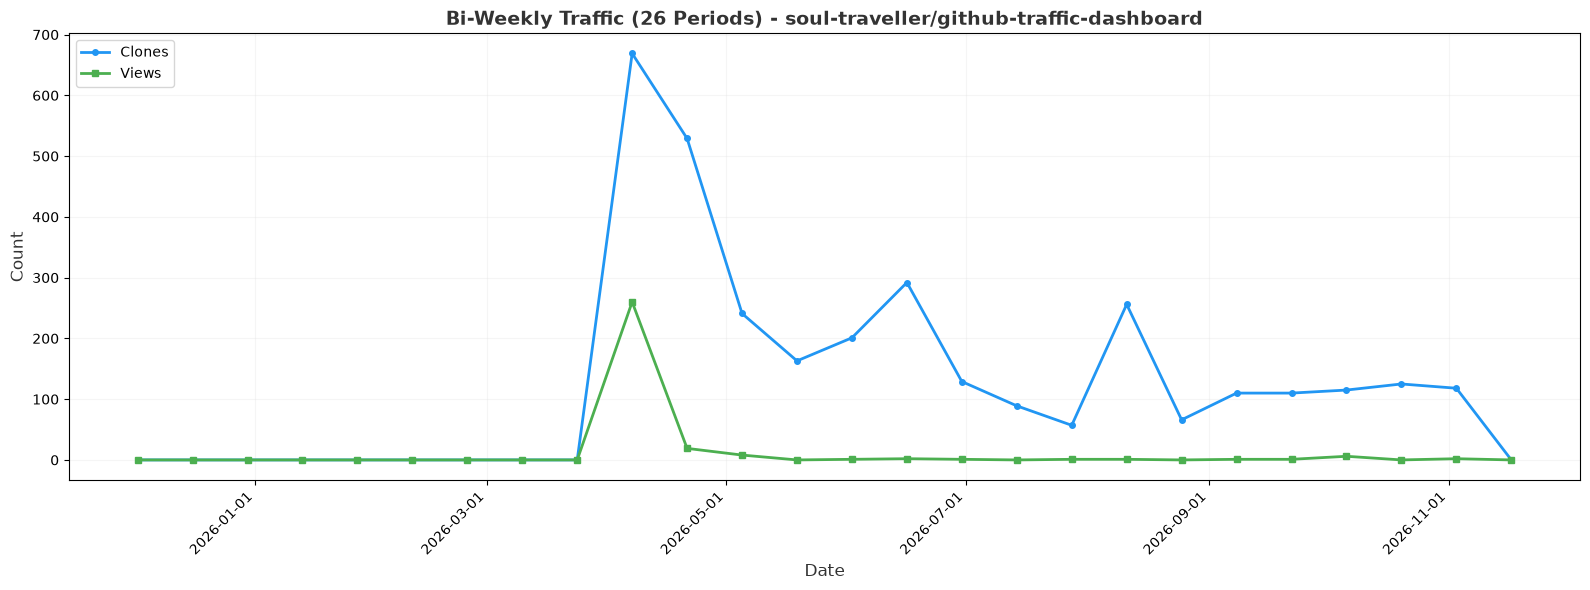 Bi-Weekly Traffic (26 Periods) - soul-traveller/github-traffic-dashboard
Clones
Views
Count
700
600
500
400
300
200
100
0
2026-01-01
2026-03-01
2026-05-01
2026-07-01
2026-09-01
2026-11-01
Date